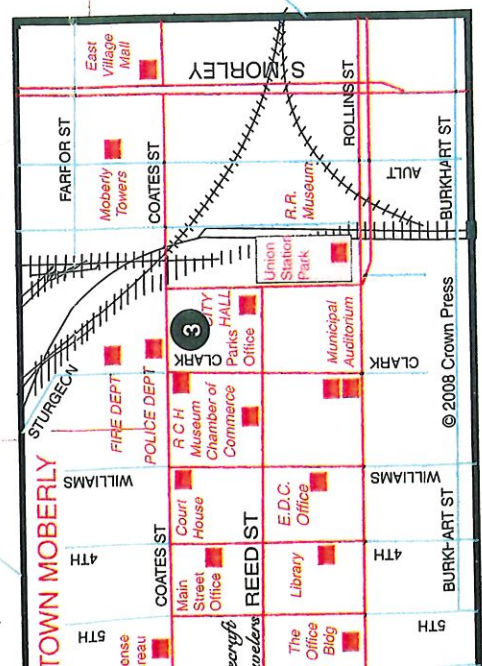 TOWN MOBERLY
East
Village
Mall
S MORLEY
FARFOR ST
Moberly
Towers
COATES ST
ROLLINS ST
AULT
BURKHART ST
R.R.
Museum
Union
Station
Park
STURGEON
FIRE DEPT
POLICE DEPT
CLARK
3
CITY
HALL
Parks
Office
Municipal
Auditorium
CLARK
© 2008 Crown Press
R C H
Museum
Chamber of
Commerce
WILLIAMS
Court
House
REED ST
E.D.C.
Office
WILLIAMS
4TH
COATES ST
Main
Street
Office
Library
4TH
BURKHART ST
5TH
The
Office
Bldg
5TH